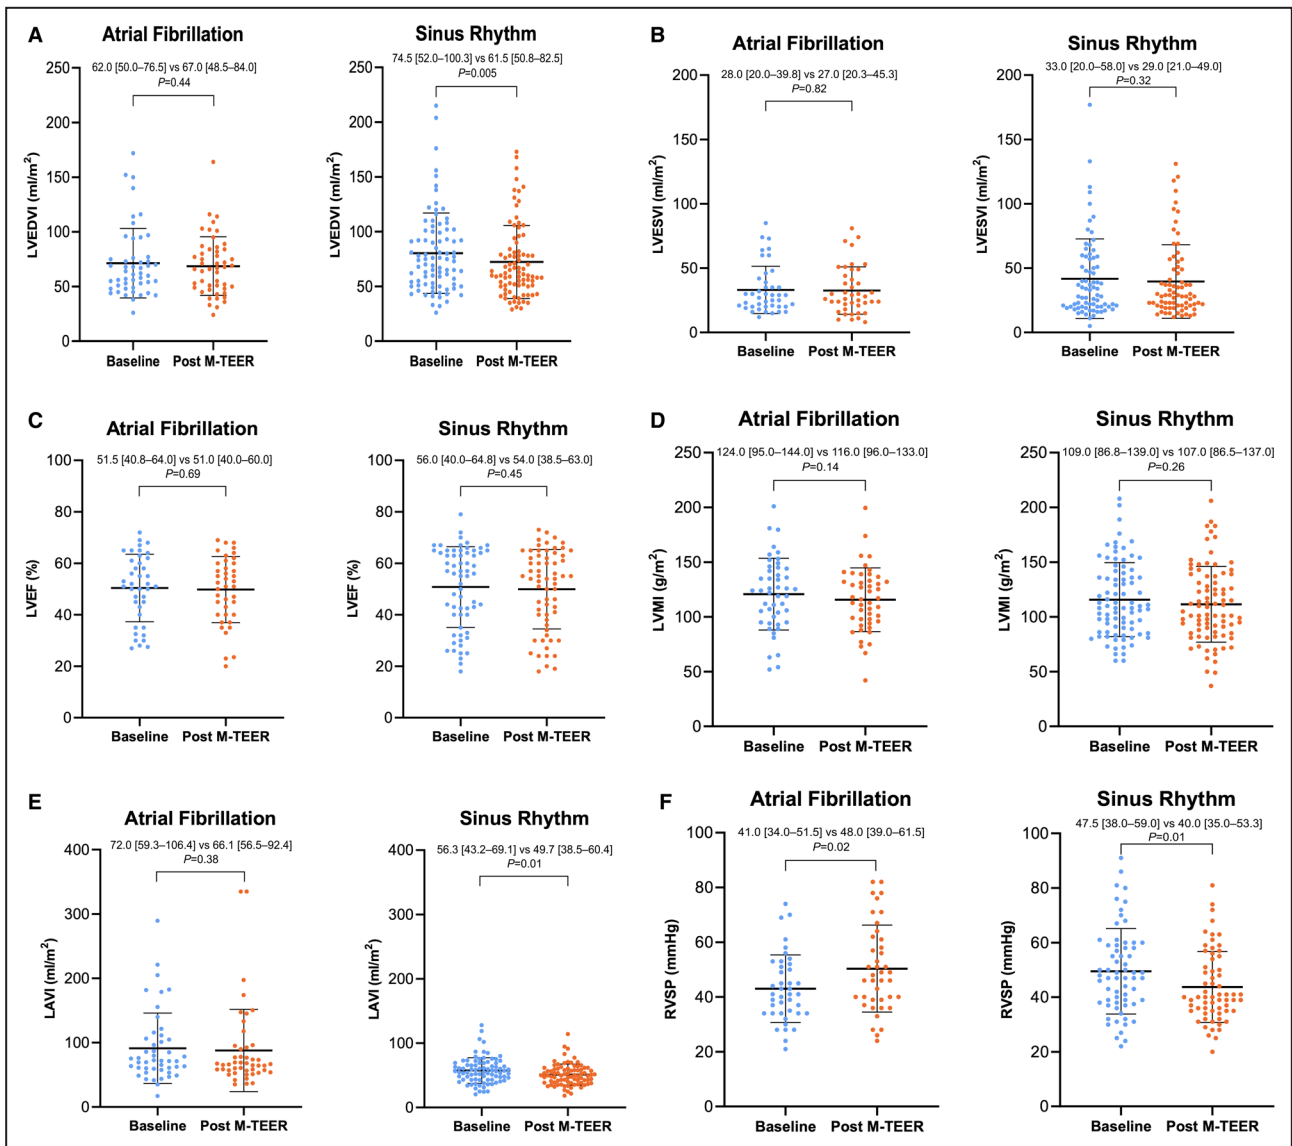 A
Atrial Fibrillation
62.0 [50.0–76.5] vs 67.0 [48.5–84.0]
P=0.44
LVEDVI (ml/m²)
250
200
150
100
50
0
Baseline
Post M-TEER
Sinus Rhythm
74.5 [52.0–100.3] vs 61.5 [50.8–82.5]
P=0.005
LVEDVI (ml/m²)
250
200
150
100
50
0
Baseline
Post M-TEER
B
Atrial Fibrillation
28.0 [20.0–39.8] vs 27.0 [20.3–45.3]
P=0.82
LVESVI (ml/m²)
200
150
100
50
0
Baseline
Post M-TEER
Sinus Rhythm
33.0 [20.0–58.0] vs 29.0 [21.0–49.0]
P=0.32
LVESVI (ml/m²)
200
150
100
50
0
Baseline
Post M-TEER
C
Atrial Fibrillation
51.5 [40.8–64.0] vs 51.0 [40.0–60.0]
P=0.69
LVEF (%)
100
80
60
40
20
0
Baseline
Post M-TEER
Sinus Rhythm
56.0 [40.0–64.8] vs 54.0 [38.5–63.0]
P=0.45
LVEF (%)
100
80
60
40
20
0
Baseline
Post M-TEER
D
Atrial Fibrillation
124.0 [95.0–144.0] vs 116.0 [96.0–133.0]
P=0.14
LVMI (g/m²)
250
200
150
100
50
0
Baseline
Post M-TEER
Sinus Rhythm
109.0 [86.8–139.0] vs 107.0 [86.5–137.0]
P=0.26
LVMI (g/m²)
250
200
150
100
50
0
Baseline
Post M-TEER
E
Atrial Fibrillation
72.0 [59.3–106.4] vs 66.1 [56.5–92.4]
P=0.38
LAVI (ml/m²)
400
300
200
100
0
Baseline
Post M-TEER
Sinus Rhythm
56.3 [43.2–69.1] vs 49.7 [38.5–60.4]
P=0.01
LAVI (ml/m²)
400
300
200
100
0
Baseline
Post M-TEER
F
Atrial Fibrillation
41.0 [34.0–51.5] vs 48.0 [39.0–61.5]
P=0.02
RVSP (mmHg)
100
80
60
40
20
0
Baseline
Post M-TEER
Sinus Rhythm
47.5 [38.0–59.0] vs 40.0 [35.0–53.3]
P=0.01
RVSP (mmHg)
100
80
60
40
20
0
Baseline
Post M-TEER